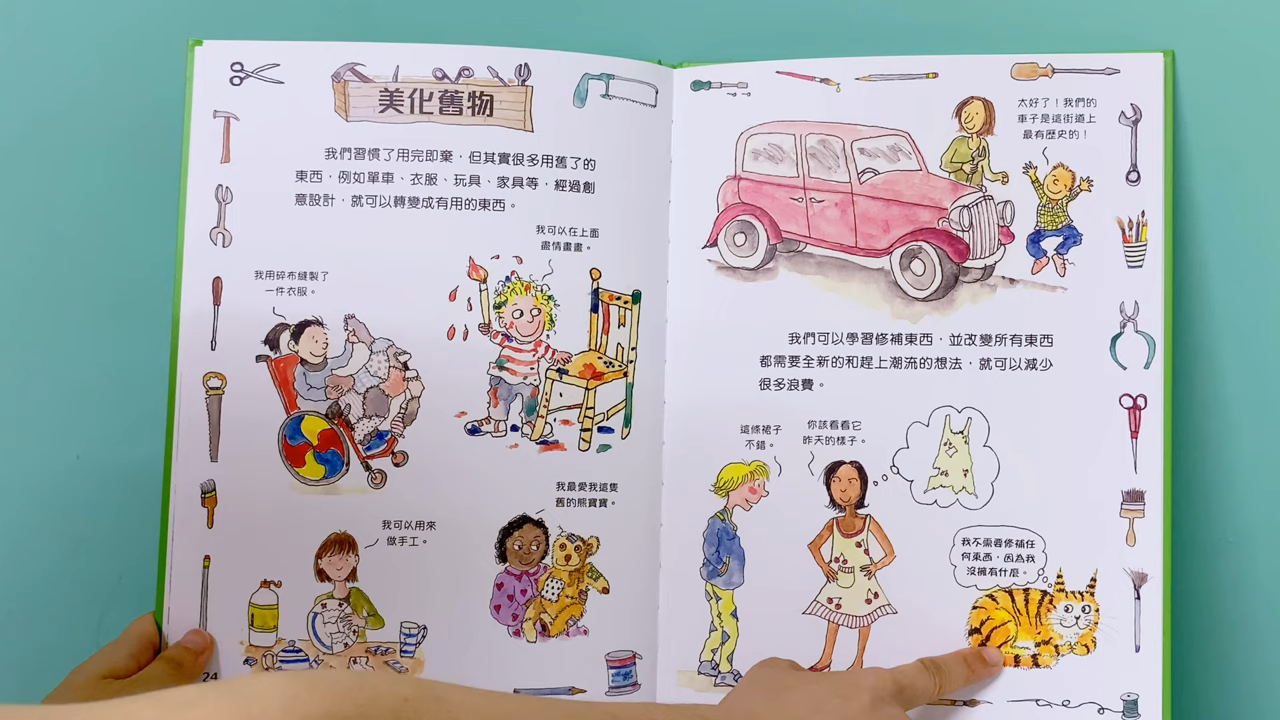 美化舊物
我們習慣了用完即棄，但其實很多用舊了的
東西，例如單車、衣服、玩具、家具等，經過創
意設計，就可以轉變成有用的東西。
我可以在上面
盡情畫畫。
我用碎布縫製了
一件衣服。
我最愛我這隻
舊的熊寶寶。
我可以用來
做手工。
24
太好了！我們的
車子是這街道上
最有歷史的！
我們可以學習修補東西，並改變所有東西
都需要全新的和趕上潮流的想法，就可以減少
很多浪費。
這條裙子
不錯。
你該看看它
昨天的樣子。
我不需要修補任
何東西，因為我
沒擁有什麼。